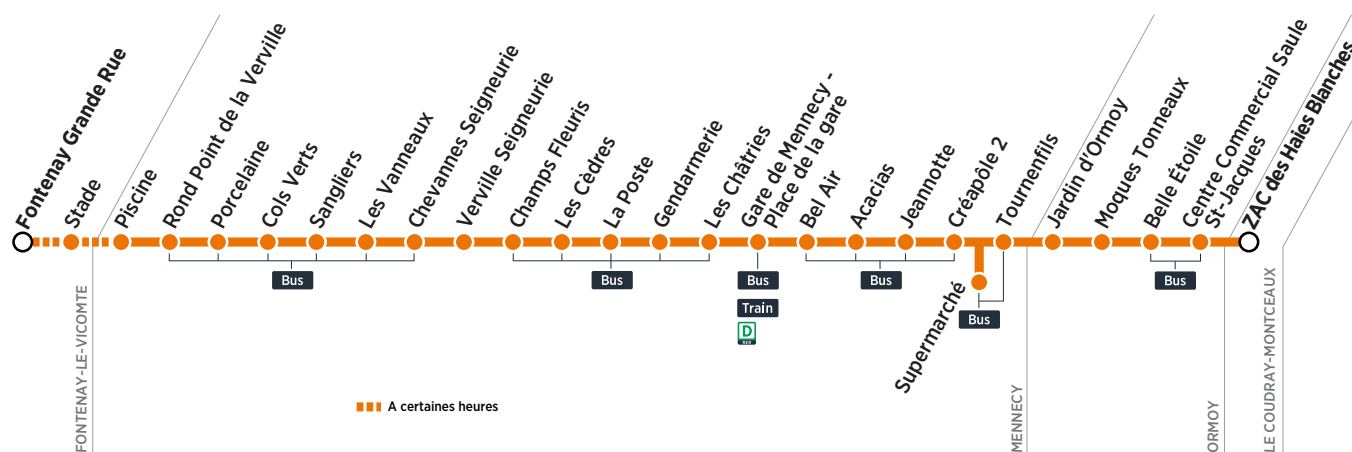 Fontenay Grande Rue
Stade
Piscine
Rond Point de la Verville
Porcelaine
Cols Verts
Sangliers
Les Vanneaux
Chevannes Seigneurie
Verville Seigneurie
Champs Fleuris
Les Cèdres
La Poste
Gendarmerie
Les Châtries
Gare de Mennecy -
Place de la gare
Bel Air
Acacias
Jeannotte
Créapôle 2
Tournenfils
Jardin d'Ormoy
Moques Tonneaux
Belle Étoile
Centre Commercial Saule
St-Jacques
ZAC des Haies Blanches
Bus
Bus
Bus
Train
D
RER
Bus
Supermarché
Bus
Bus
FONTENAY-LE-VICOMTE
MENNECY
ORMOY
LE COUDRAY-MONTCEAUX
A certaines heures